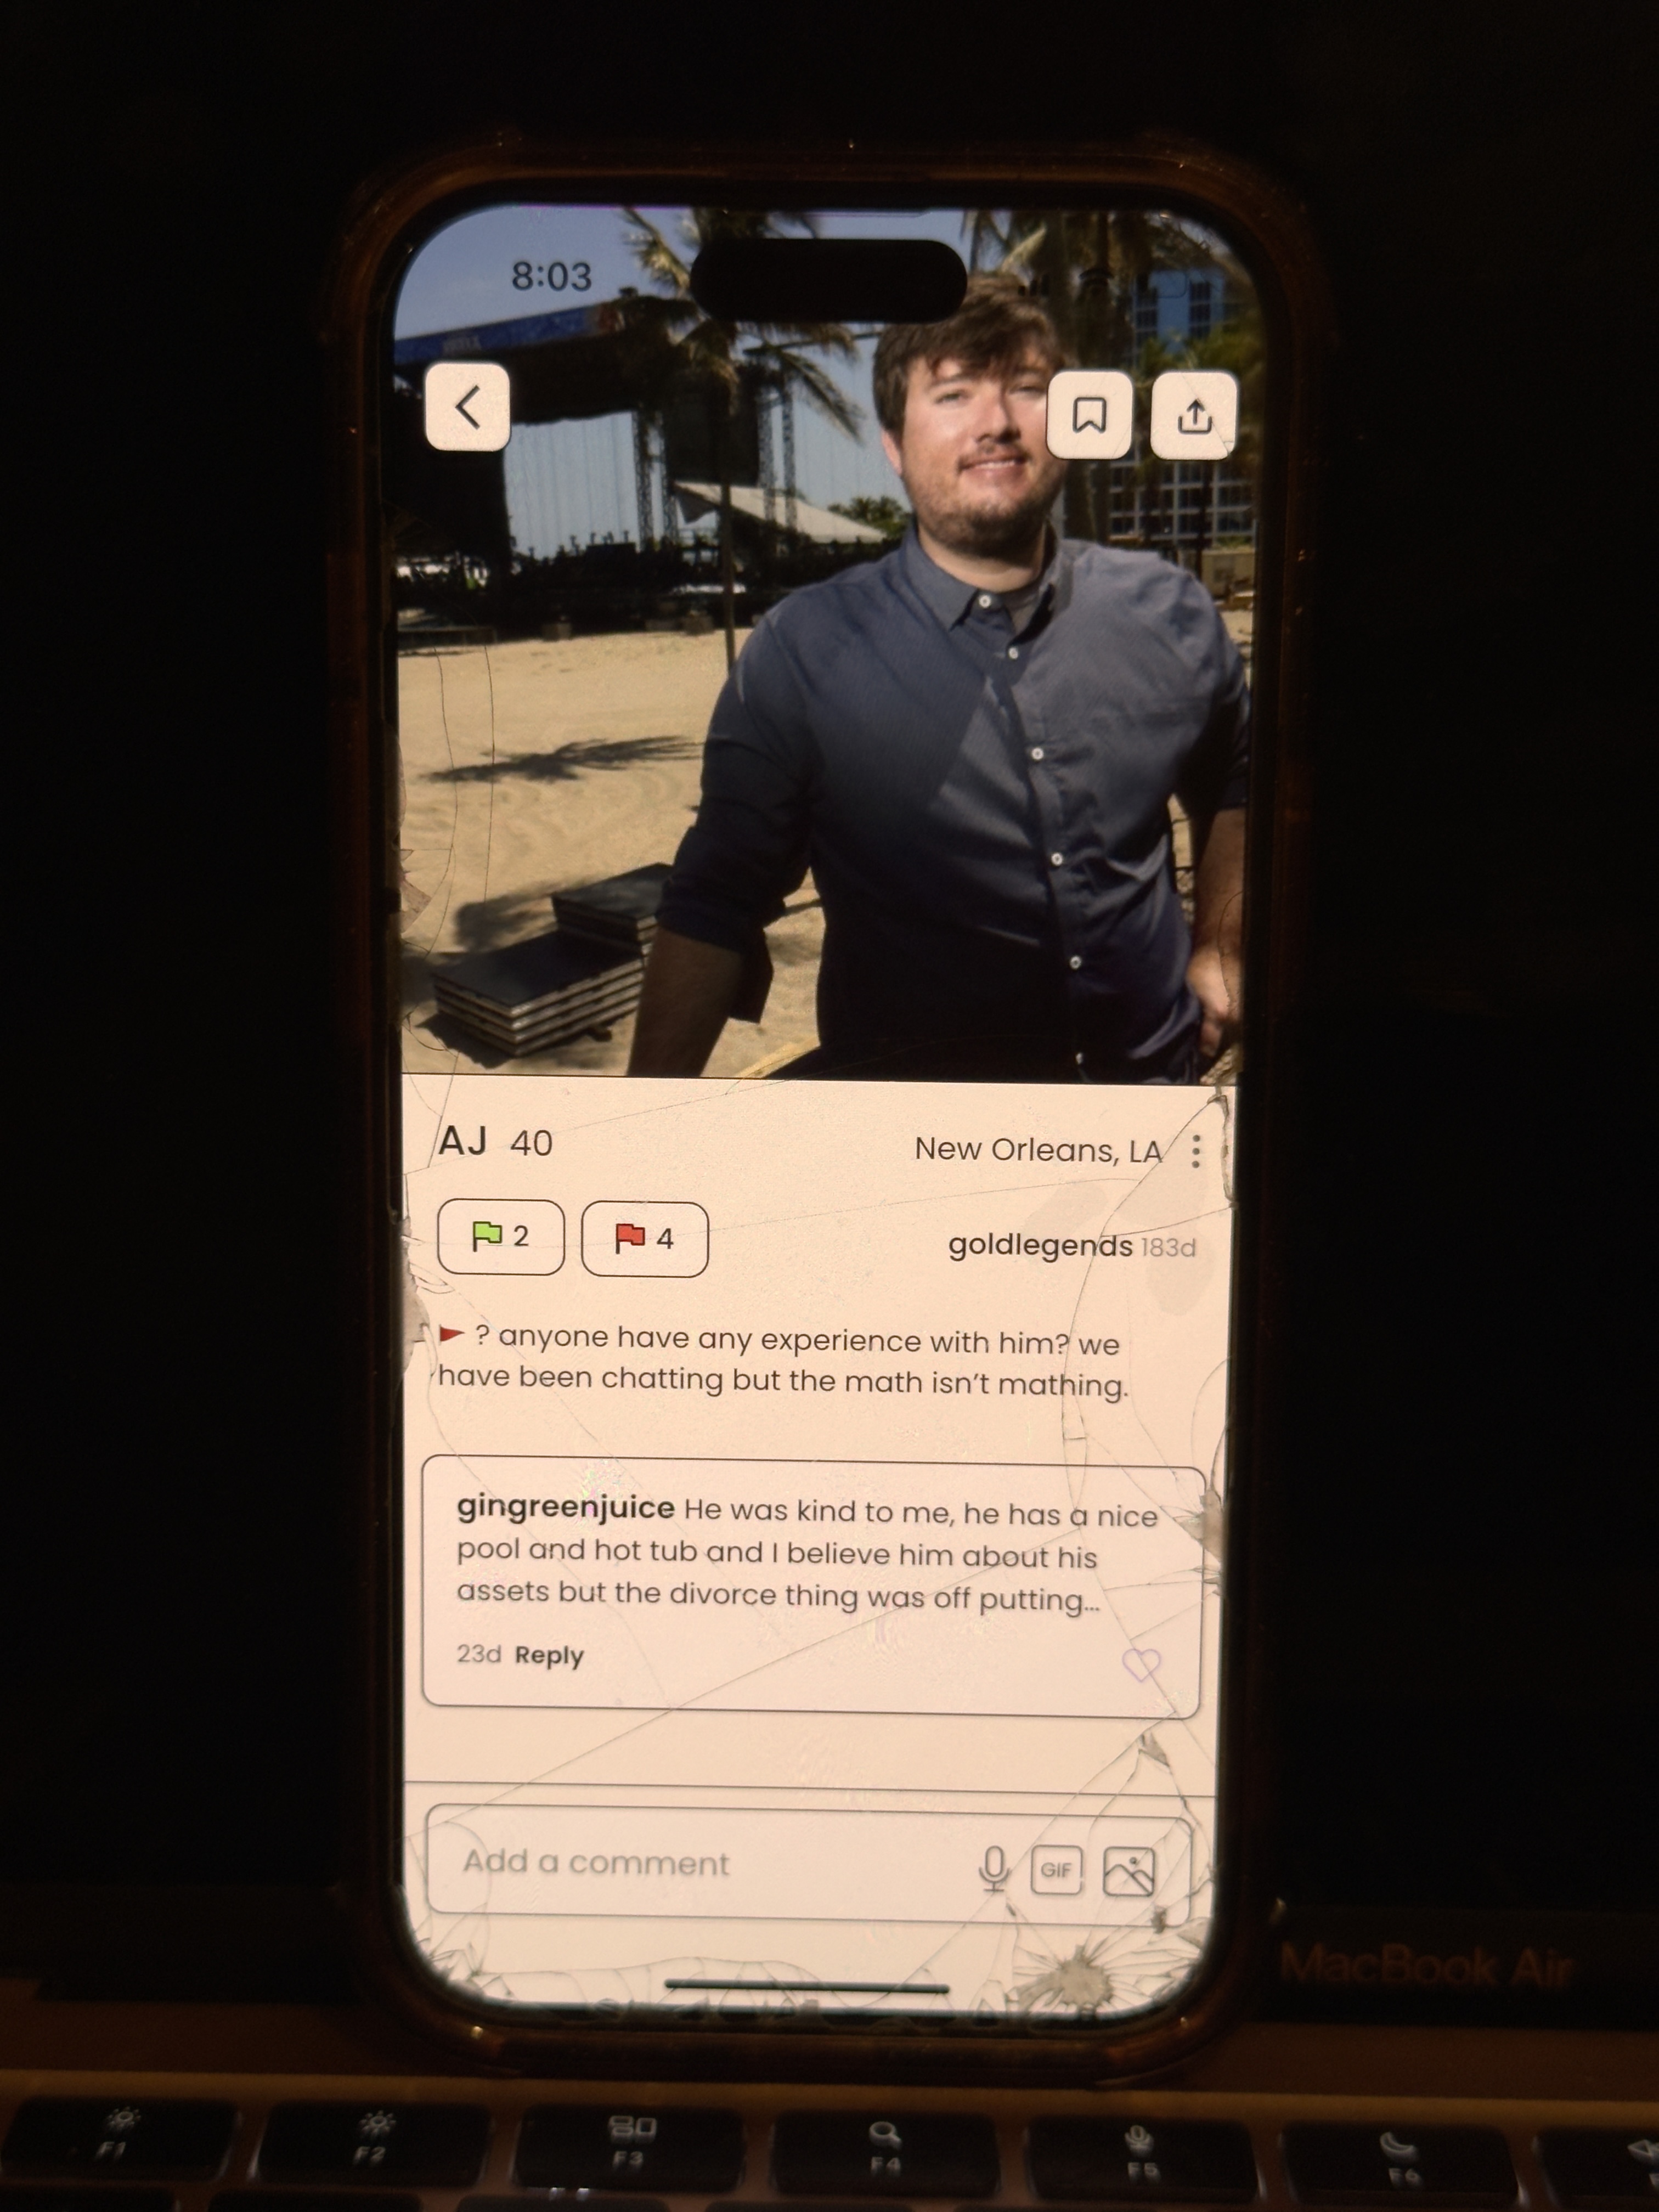 8:03
AJ 40
New Orleans, LA
2
4
goldlegends 183d
? anyone have any experience with him? we
have been chatting but the math isn't mathing.
gingreenjuice He was kind to me, he has a nice
pool and hot tub and I believe him about his
assets but the divorce thing was off putting...
23d Reply
Add a comment
GIF
MacBook Air
F1
F2
F3
F4
F5
F6